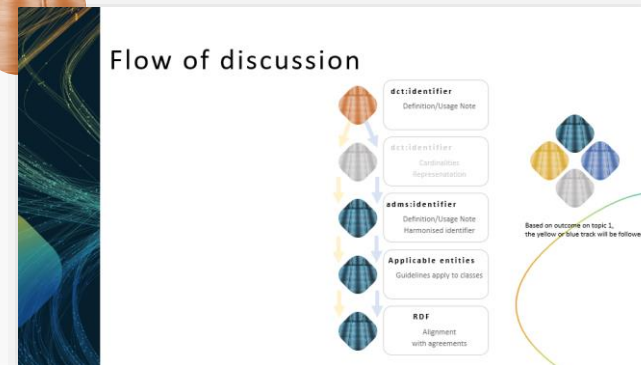 Flow of discussion
dct:identifier
Definition/Usage Note
dct:identifier
Cardinalities
Representation
adms:identifier
Definition/Usage Note
Harmonised identifier
Applicable entities
Guidelines apply to classes
RDF
Alignment
with agreements
Based on outcome on topic 1,
the yellow or blue track will be followe